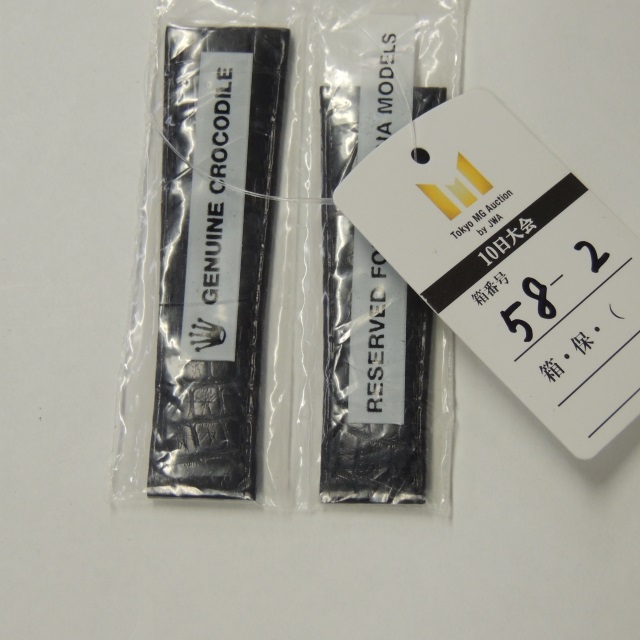 GENUINE CROCODILE
RESERVED FO
A MODELS
Tokyo MG Auction
by JWA
10日大会
箱番号
58-2
箱・保・(